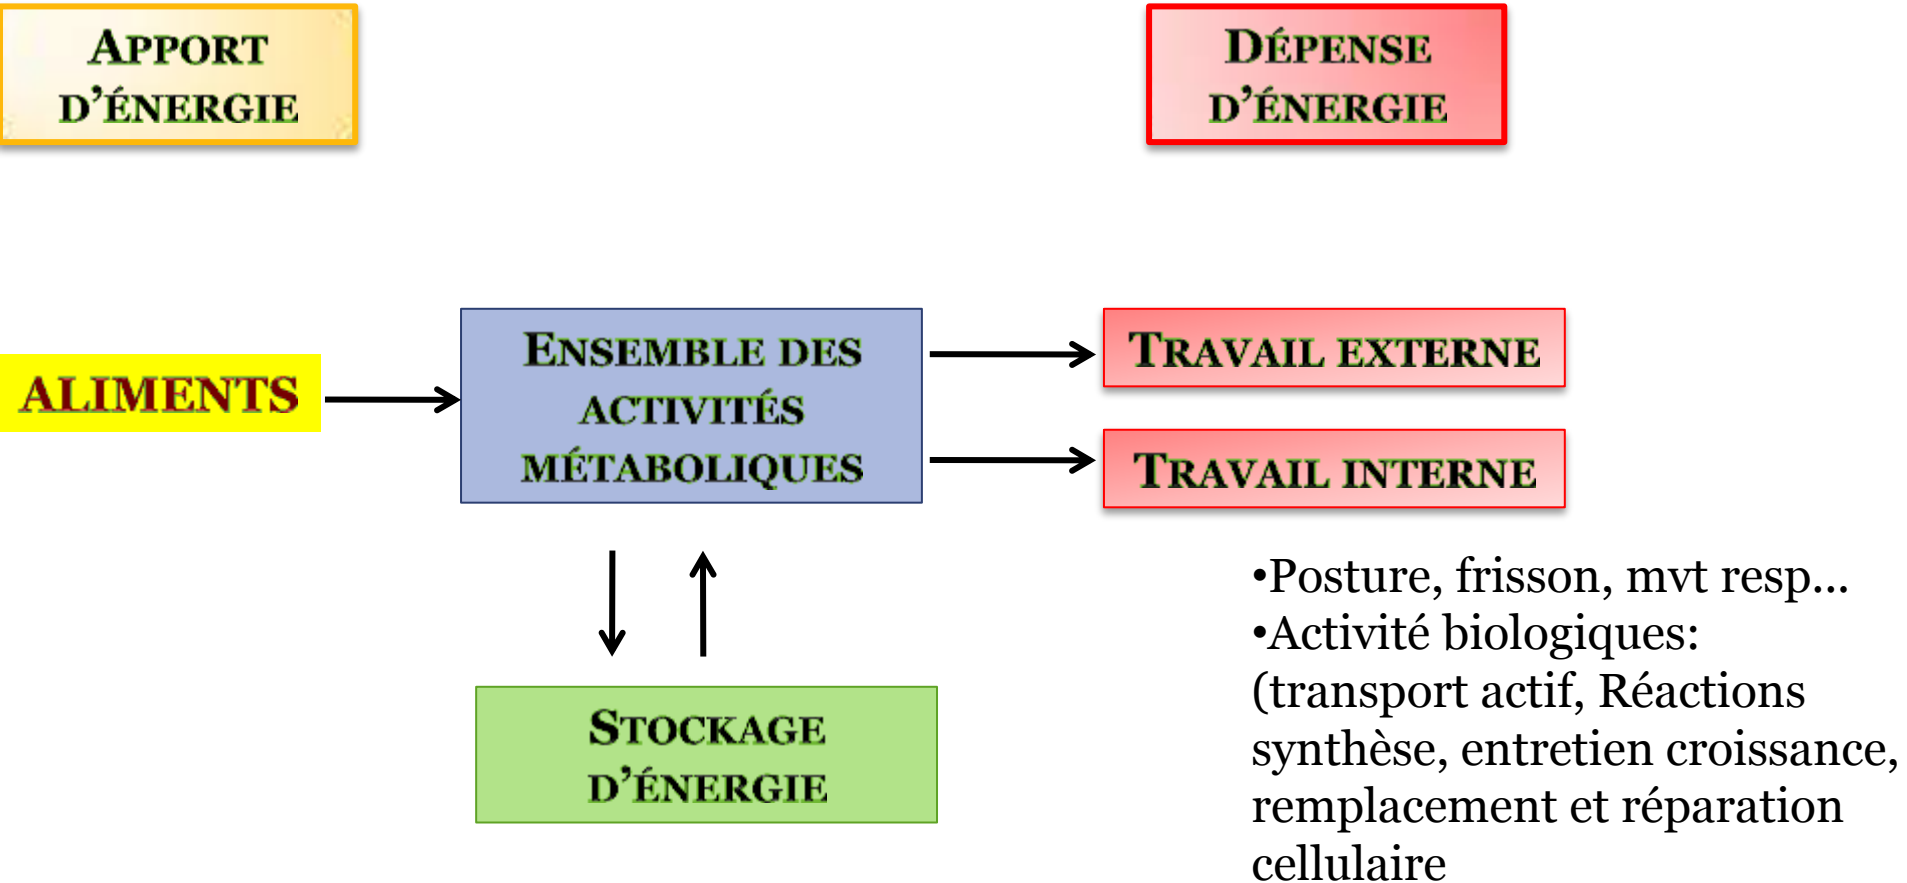 APPORT
D'ÉNERGIE
DÉPENSE
D'ÉNERGIE
ALIMENTS
ENSEMBLE DES
ACTIVITÉS
MÉTABOLIQUES
TRAVAIL EXTERNE
TRAVAIL INTERNE
STOCKAGE
D'ÉNERGIE
•Posture, frisson, mvt resp...
•Activité biologiques:
(transport actif, Réactions
synthèse, entretien croissance,
remplacement et réparation
cellulaire